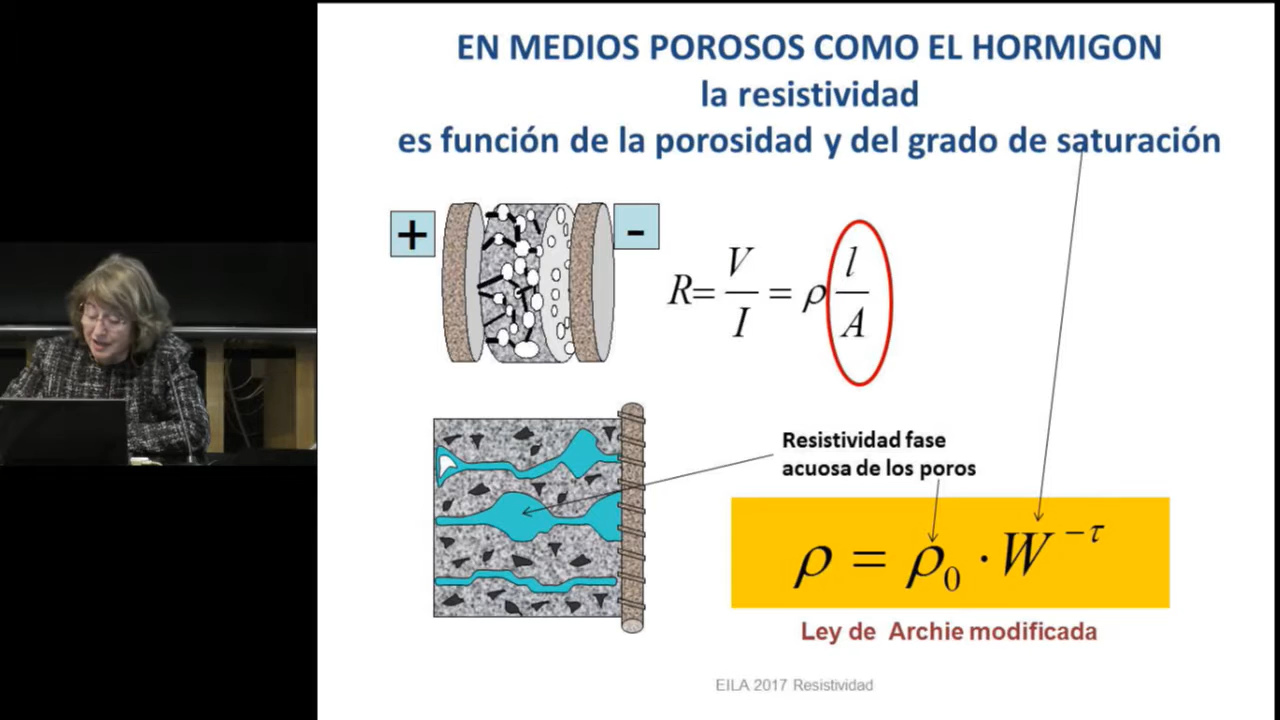 EN MEDIOS POROSOS COMO EL HORMIGON
la resistividad
es función de la porosidad y del grado de saturación
+
-
R = V / I = ρ l / A
Resistividad fase
acuosa de los poros
ρ = ρ₀ · W^{-τ}
Ley de Archie modificada
EILA 2017 Resistividad